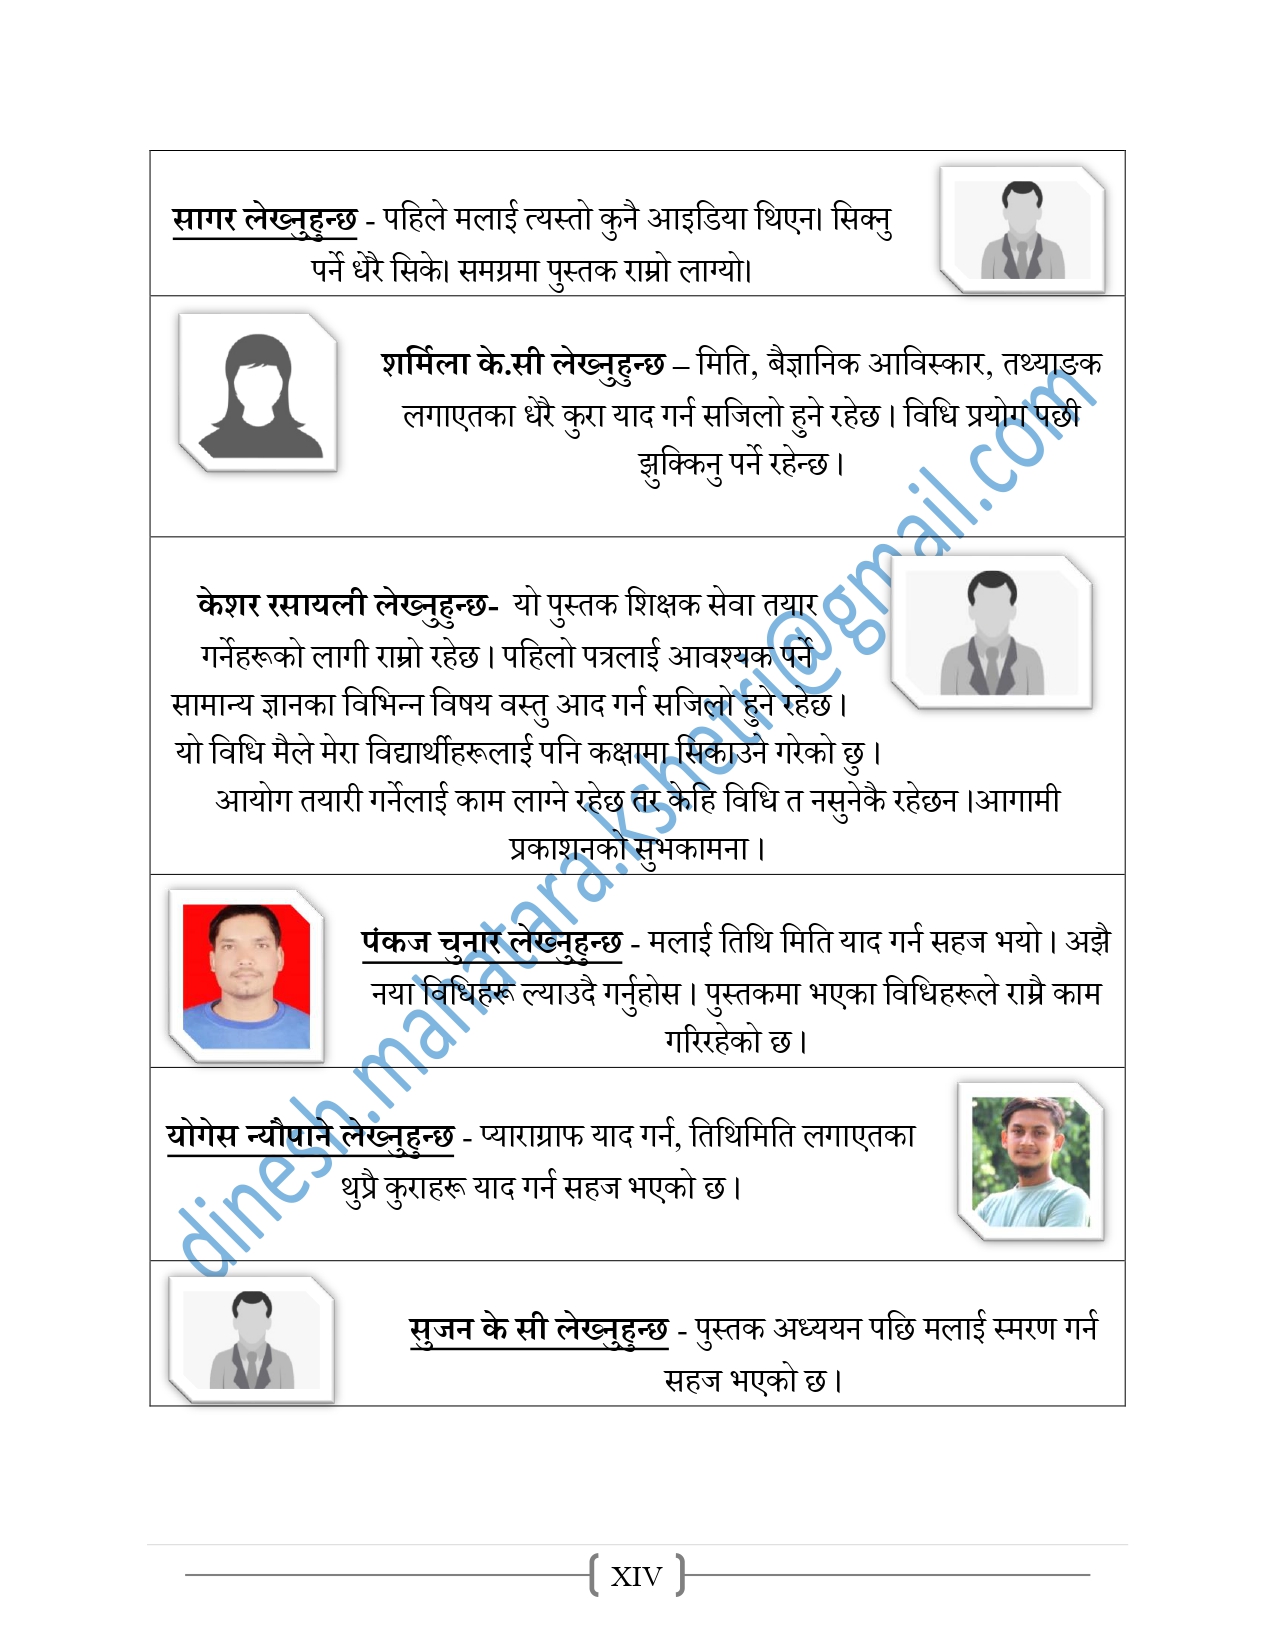 सागर लेख्नुहुन्छ - पहिले मलाई त्यस्तो कुनै आइडिया थिएन। सिक्नु
पर्ने धेरै सिके। समग्रमा पुस्तक राम्रो लाग्यो।
शर्मिला के.सी लेख्नुहुन्छ – मिति, बैज्ञानिक आविस्कार, तथ्याङक
लगाएतका धेरै कुरा याद गर्न सजिलो हुने रहेछ । विधि प्रयोग पछी
झुक्किनु पर्ने रहेन्छ ।
केशर रसायली लेख्नुहुन्छ- यो पुस्तक शिक्षक सेवा तयार
गर्नेहरूको लागी राम्रो रहेछ । पहिलो पत्रलाई आवश्यक पर्ने
सामान्य ज्ञानका विभिन्न विषय वस्तु आद गर्न सजिलो हुने रहेछ ।
यो विधि मैले मेरा विद्यार्थीहरूलाई पनि कक्षामा सिकाउने गरेको छु ।
आयोग तयारी गर्नेलाई काम लाग्ने रहेछ तर केहि विधि त नसुनेकै रहेछन ।आगामी
प्रकाशनको सुभकामना ।
पंकज चुनार लेख्नुहुन्छ - मलाई तिथि मिति याद गर्न सहज भयो । अझै
नया विधिहरू ल्याउदै गर्नुहोस । पुस्तकमा भएका विधिहरूले राम्रै काम
गरिरहेको छ ।
योगेस न्यौपाने लेख्नुहुन्छ - प्याराग्राफ याद गर्न, तिथिमिति लगाएतका
थुप्रै कुराहरू याद गर्न सहज भएको छ ।
सुजन के सी लेख्नुहुन्छ - पुस्तक अध्ययन पछि मलाई स्मरण गर्न
सहज भएको छ ।
dinesh.mahatara.kshetri@gmail.com
XIV